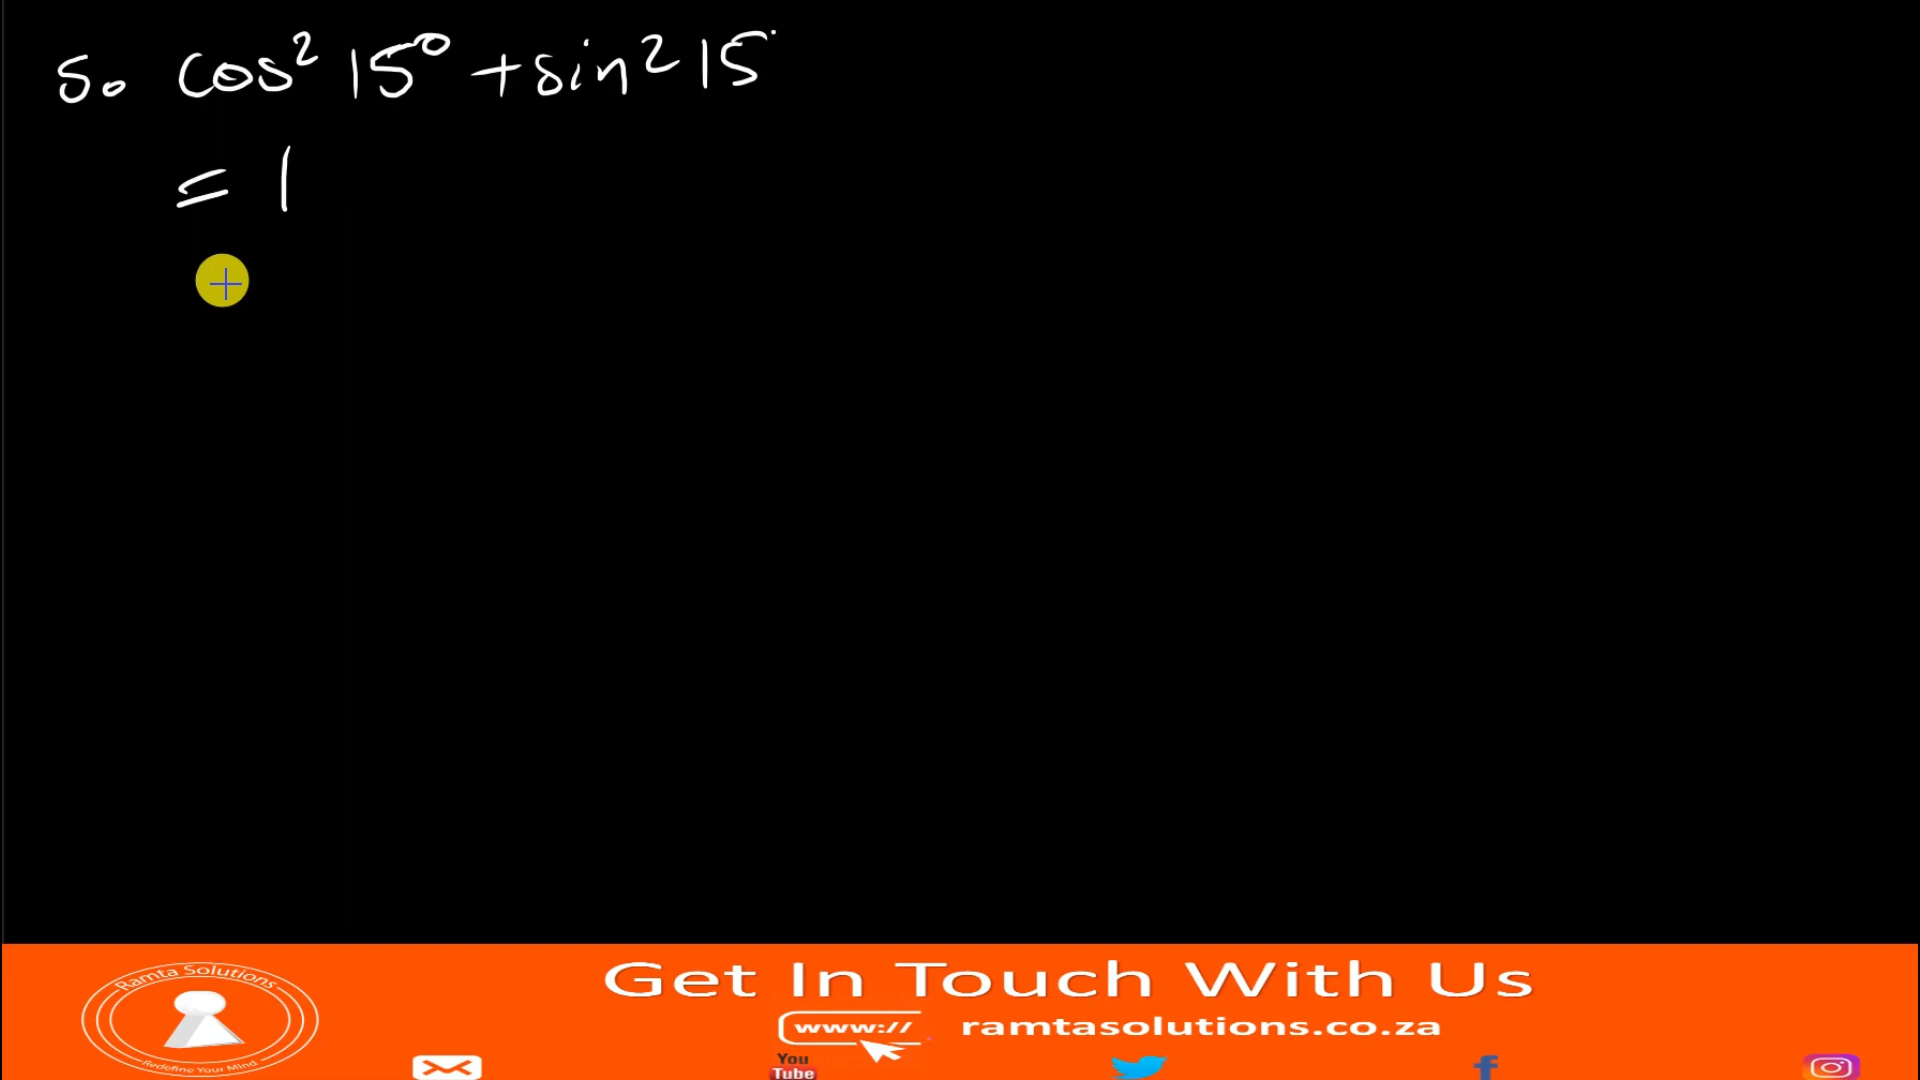 So cos² 15° + sin² 15°
= 1
Get In Touch With Us
www:// ramtasolutions.co.za
Ramta Solutions
Redefine Your Mind
You
Tube